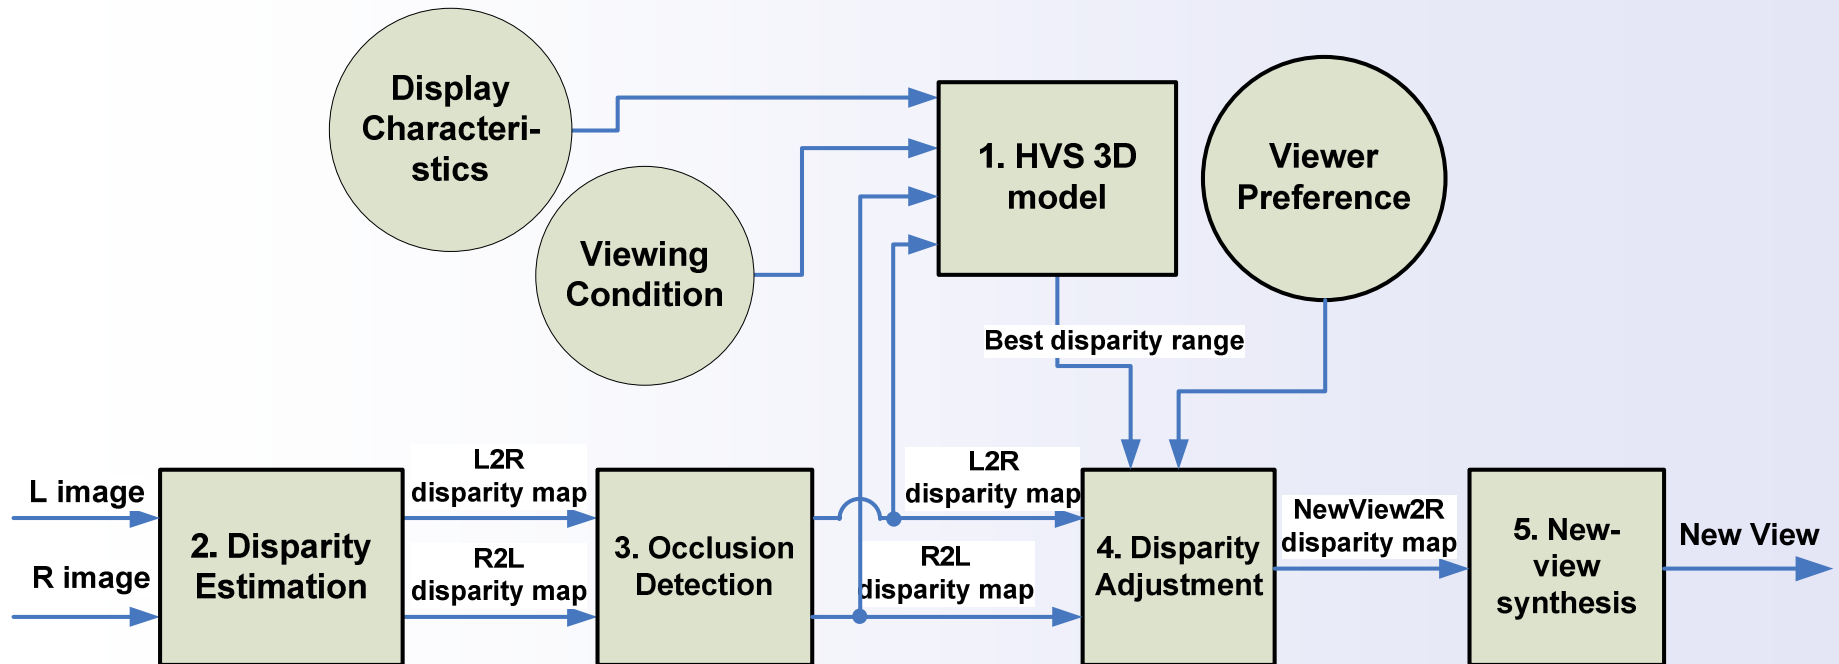 Display
Characteri-
stics
1. HVS 3D
model
Viewer
Preference
Viewing
Condition
Best disparity range
L image
R image
2. Disparity
Estimation
L2R
disparity map
R2L
disparity map
3. Occlusion
Detection
L2R
disparity map
R2L
disparity map
4. Disparity
Adjustment
NewView2R
disparity map
5. New-
view
synthesis
New View